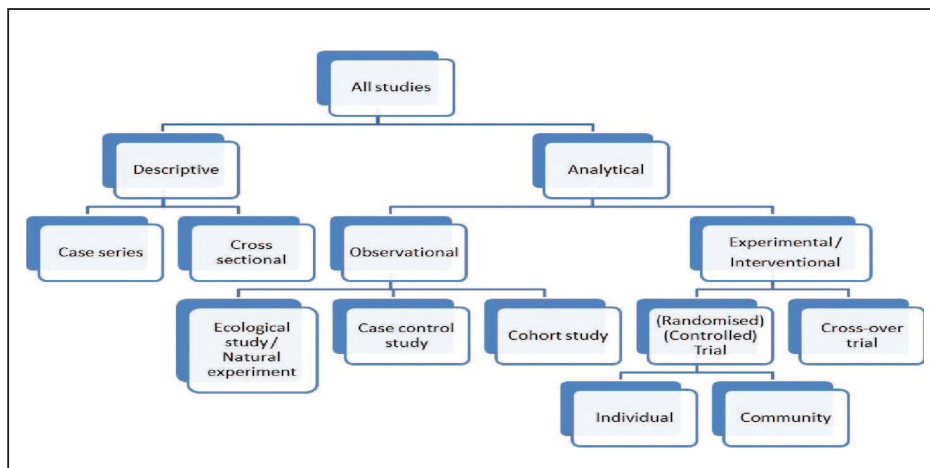 All studies
Descriptive
Analytical
Case series
Cross
sectional
Observational
Experimental /
Interventional
Ecological
study /
Natural
experiment
Case control
study
Cohort study
(Randomised)
(Controlled)
Trial
Cross-over
trial
Individual
Community